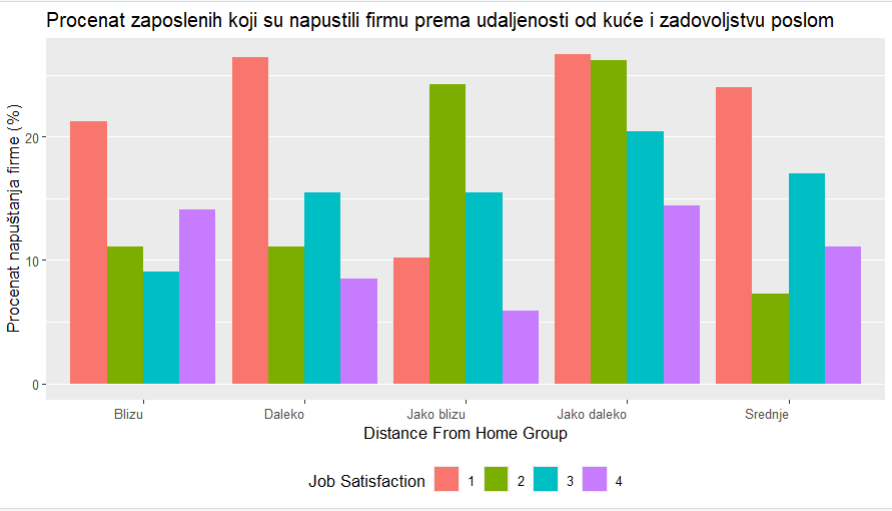 Procenat zaposlenih koji su napustili firmu prema udaljenosti od kuće i zadovoljstvu poslom
Procenat napuštanja firme (%)
20
10
0
Blizu Daleko Jako blizu Jako daleko Srednje
Distance From Home Group
Job Satisfaction 1 2 3 4